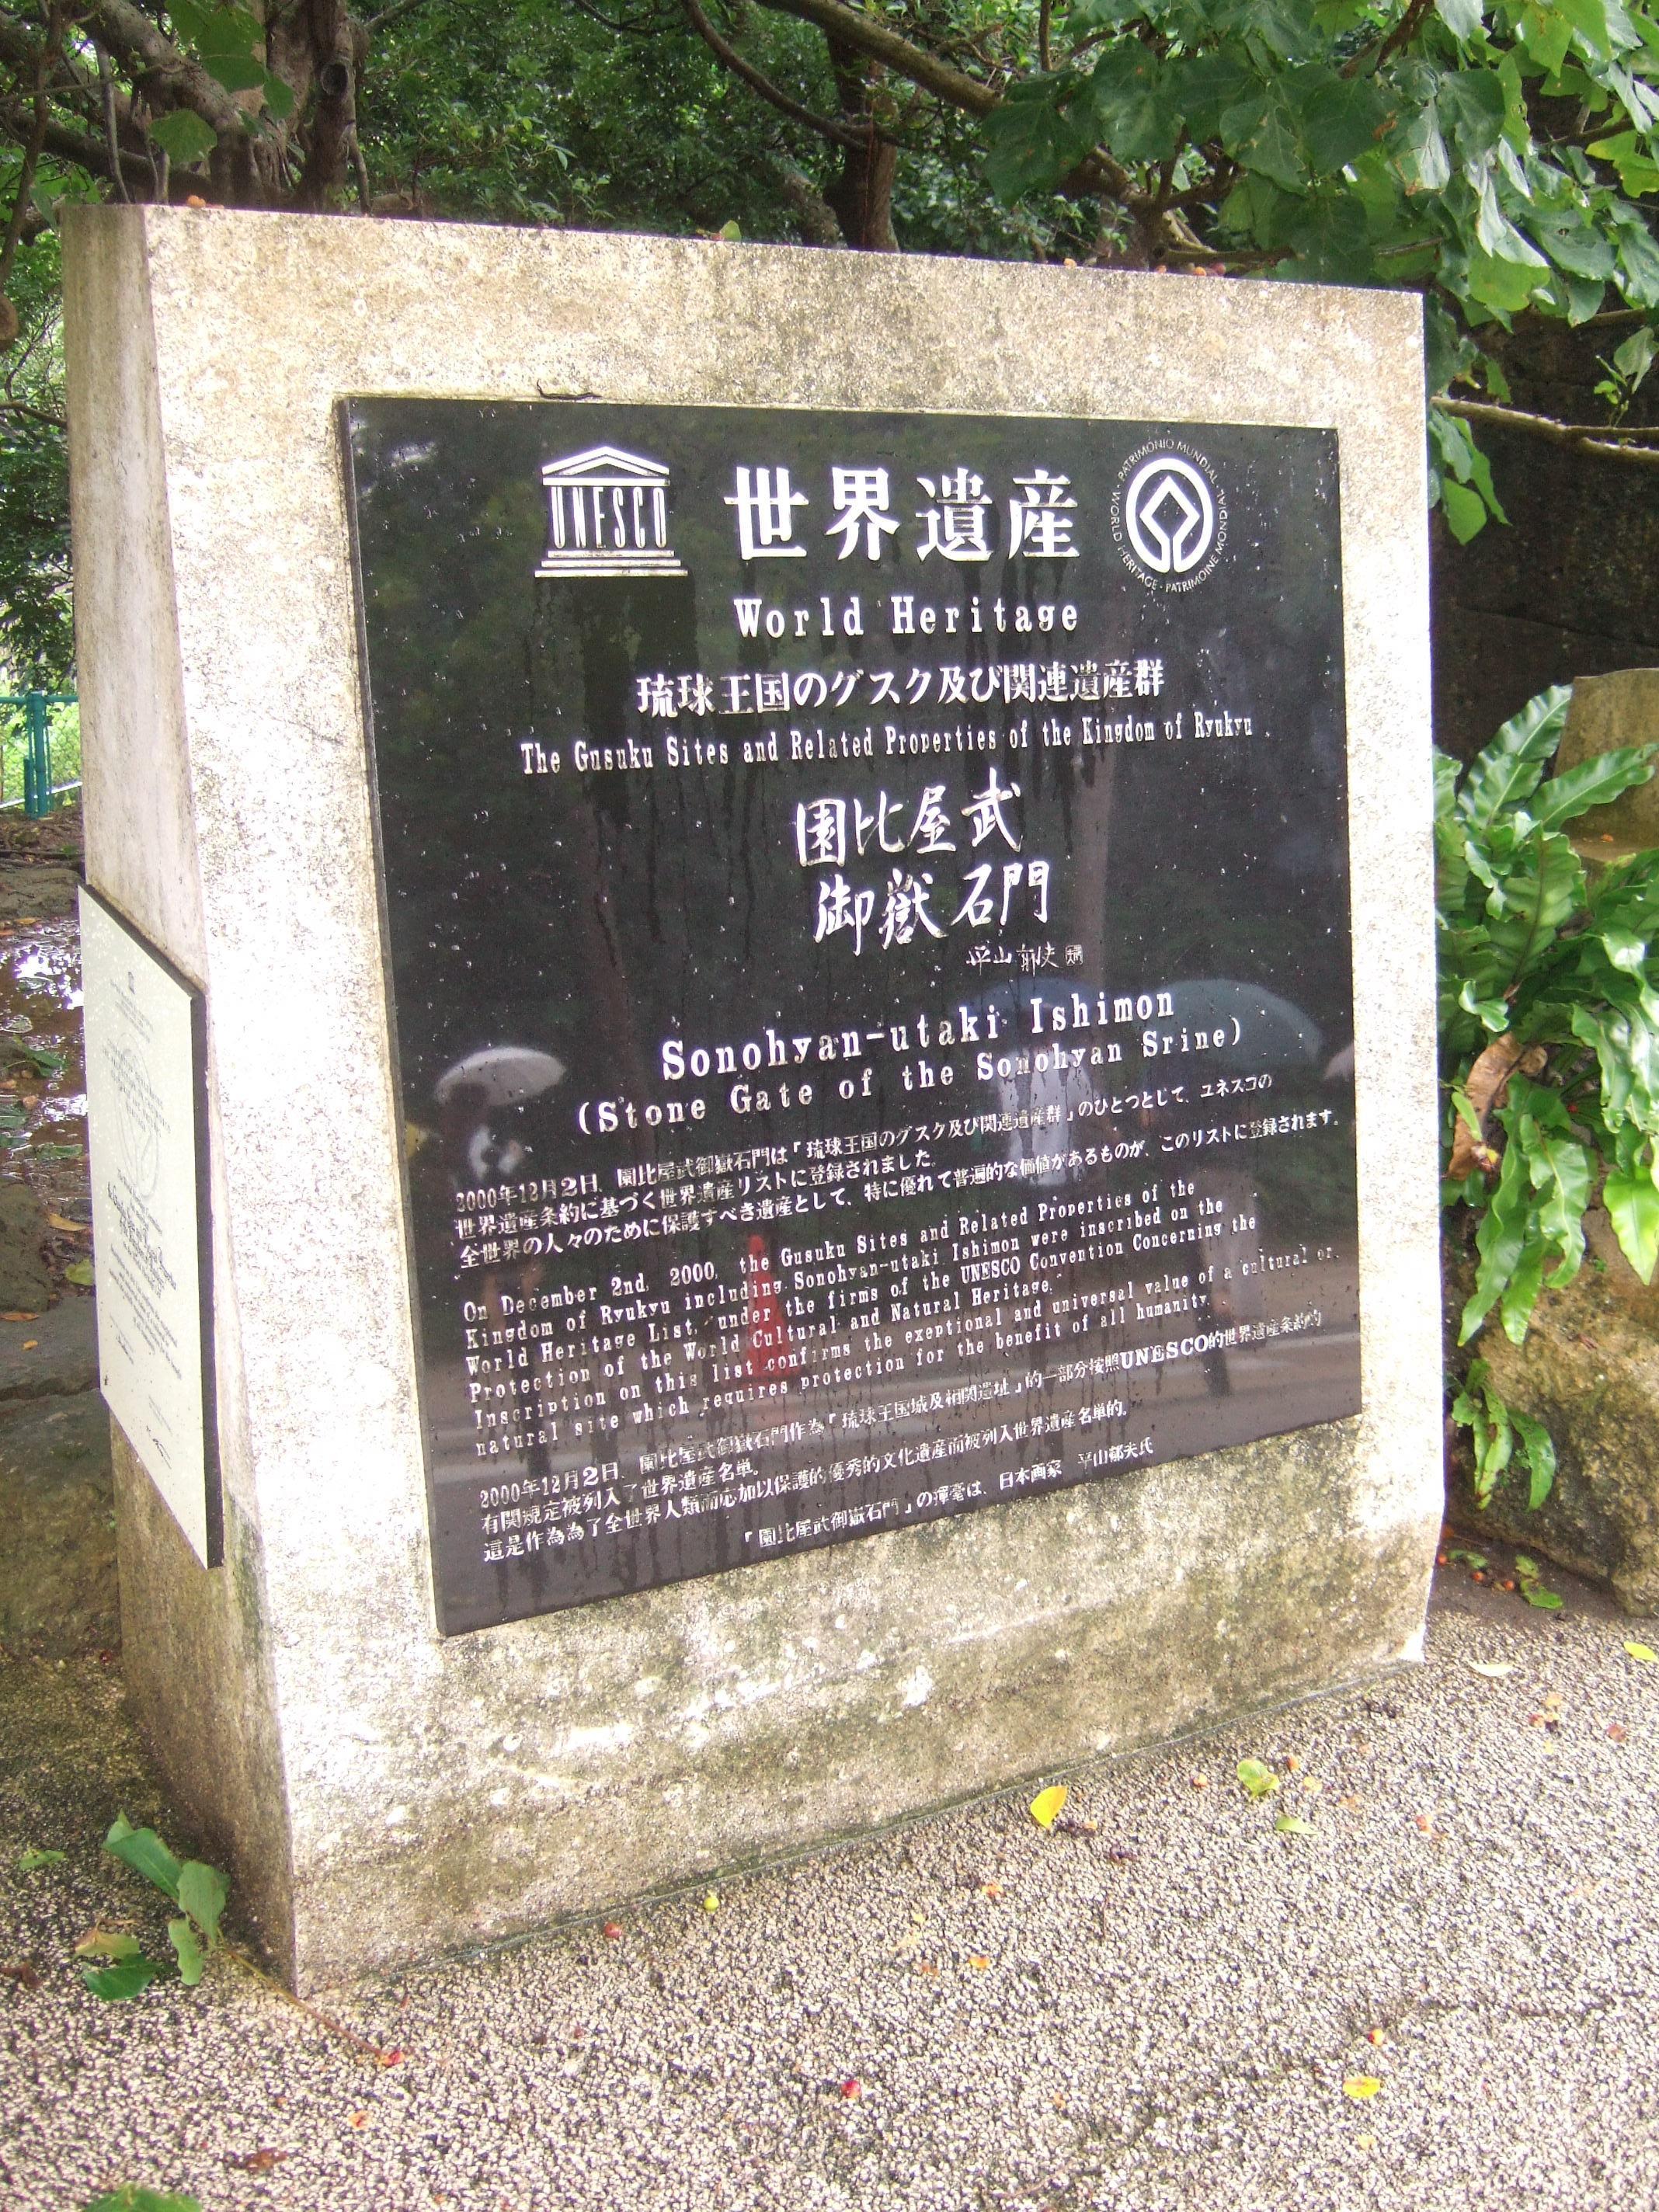 UNESCO
世界遺産
PATRIMONIO MUNDIAL · WORLD HERITAGE · PATRIMOINE MONDIAL
World Heritage
琉球王国のグスク及び関連遺産群
The Gusuku Sites and Related Properties of the Kingdom of Ryukyu
園比屋武
御嶽石門
平山郁夫
Sonohyan-utaki Ishimon
(Stone Gate of the Sonohyan Srine)
2000年12月2日、園比屋武御嶽石門は「琉球王国のグスク及び関連遺産群」のひとつとして、ユネスコの
世界遺産条約に基づく世界遺産リストに登録されました。
全世界の人々のために保護すべき遺産として、特に優れて普遍的な価値があるものが、このリストに登録されます。
On December 2nd, 2000, the Gusuku Sites and Related Properties of the
Kingdom of Ryukyu including Sonohyan-utaki Ishimon were inscribed on the
World Heritage List, under the firms of the UNESCO Convention Concerning the
Protection of the World Cultural and Natural Heritage.
Inscription on this list confirms the exeptional and universal value of a cultural or
natural site which requires protection for the benefit of all humanity.
2000年12月2日、園比屋武御嶽石門作為「琉球王国城及相関遺址」的一部分按照UNESCO的世界遺産条約的
有関規定被列入了世界遺産名単。
這是作為為了全世界人類而応加以保護的優秀的文化遺産而被列入世界遺産名単的。
「園比屋武御嶽石門」の揮毫は、日本画家 平山郁夫氏